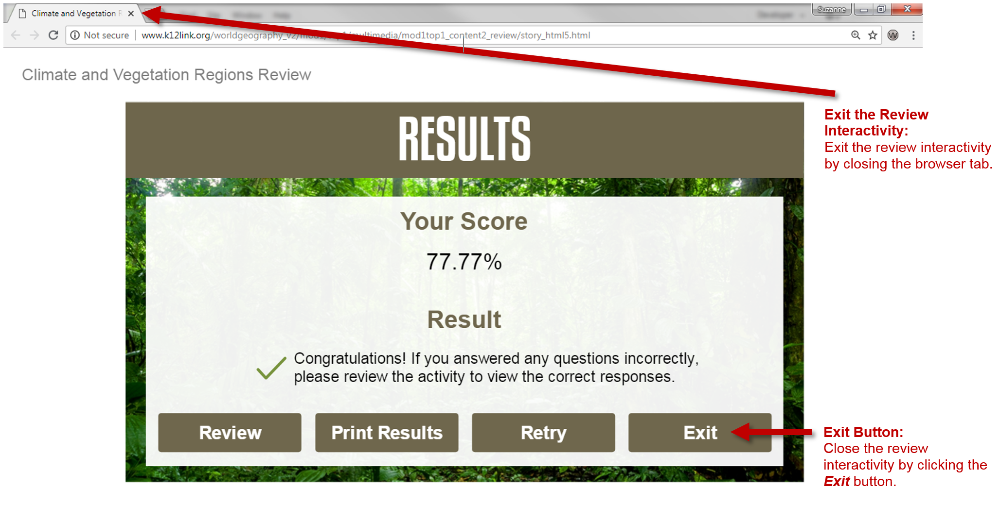 Climate and Vegetation R
Suzanne
Not secure
www.k12link.org/worldgeography_v2/mod1/top1/multimedia/mod1top1_content2_review/story_html5.html
Climate and Vegetation Regions Review
Exit the Review
Interactivity:
Exit the review interactivity
by closing the browser tab.
RESULTS
Your Score
77.77%
Result
Congratulations! If you answered any questions incorrectly,
please review the activity to view the correct responses.
Review
Print Results
Retry
Exit
Exit Button:
Close the review
interactivity by clicking the
Exit button.